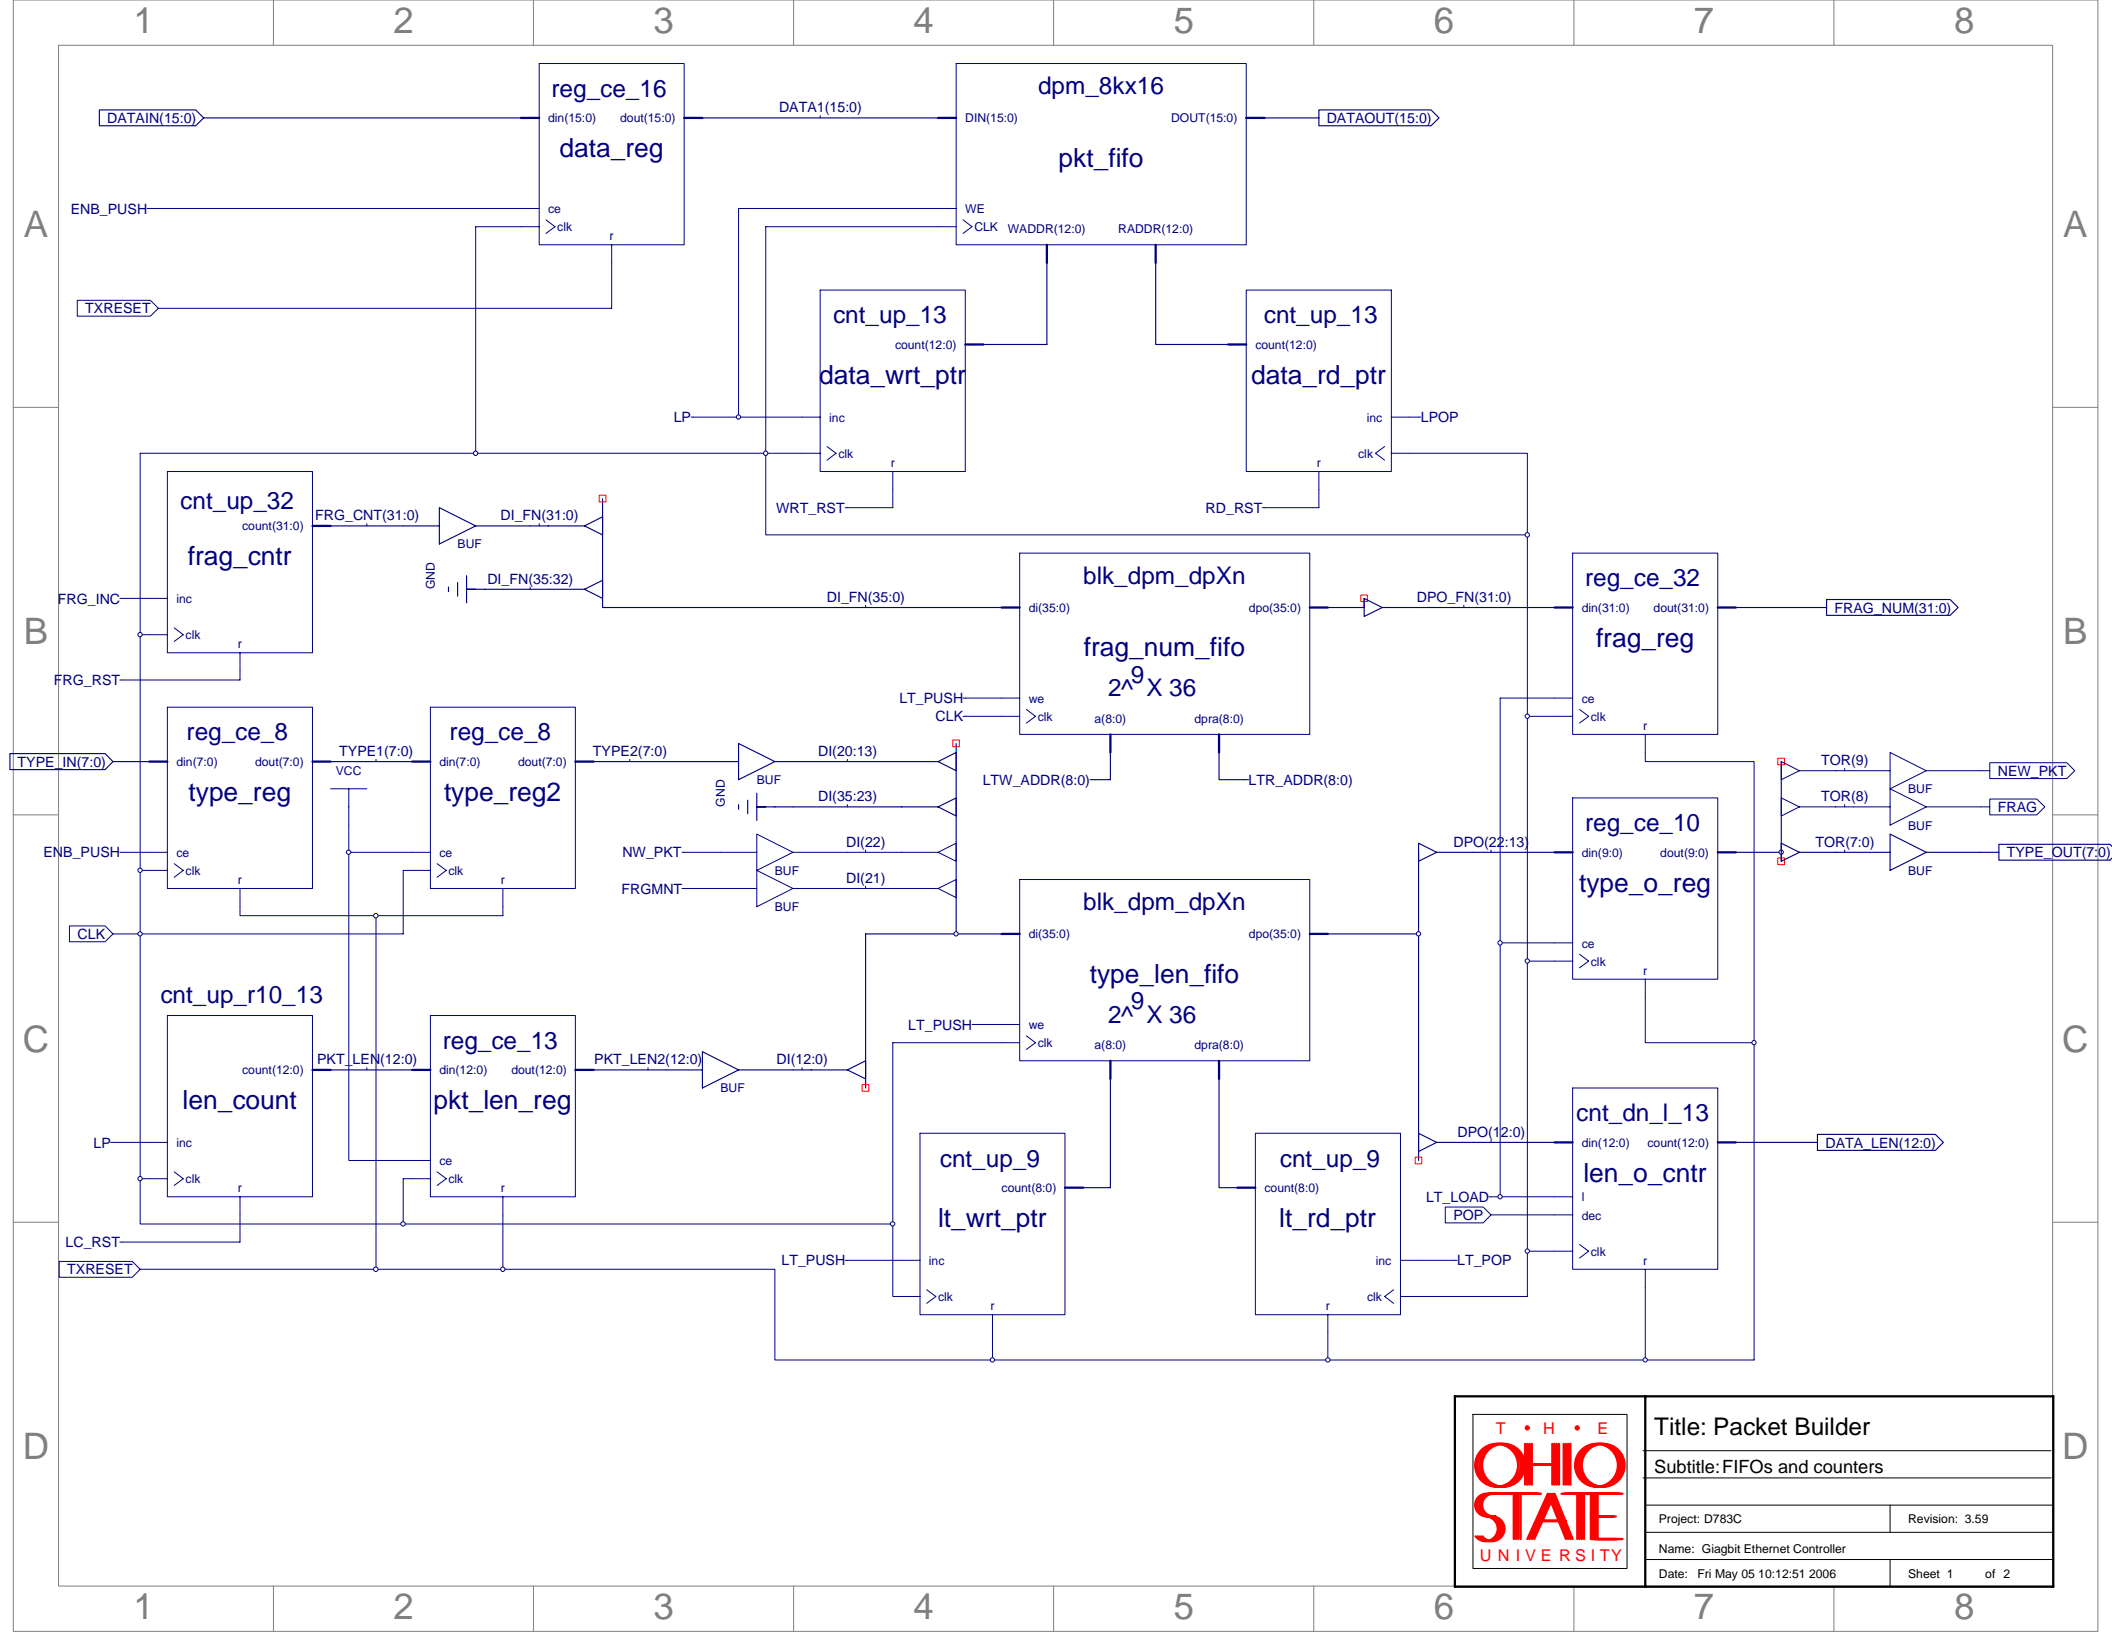 1 2 3 4 5 6 7 8
A A
B B
C C
D D
DATAIN(15:0)
reg_ce_16
din(15:0) dout(15:0)
data_reg
ce
clk
r
ENB_PUSH
TXRESET
DATA1(15:0)
dpm_8kx16
DIN(15:0) DOUT(15:0)
pkt_fifo
WE
CLK WADDR(12:0) RADDR(12:0)
DATAOUT(15:0)
cnt_up_13
count(12:0)
data_wrt_ptr
inc
clk
r
LP
WRT_RST
cnt_up_13
count(12:0)
data_rd_ptr
inc
clk
r
LPOP
RD_RST
cnt_up_32
count(31:0)
frag_cntr
inc
clk
r
FRG_INC
FRG_RST
FRG_CNT(31:0)
BUF
DI_FN(31:0)
GND
DI_FN(35:32)
DI_FN(35:0)
blk_dpm_dpXn
di(35:0) dpo(35:0)
frag_num_fifo
2^9 X 36
we
clk
a(8:0) dpra(8:0)
LT_PUSH
CLK
LTW_ADDR(8:0)
LTR_ADDR(8:0)
DPO_FN(31:0)
reg_ce_32
din(31:0) dout(31:0)
frag_reg
ce
clk
r
FRAG_NUM(31:0)
TYPE_IN(7:0)
reg_ce_8
din(7:0) dout(7:0)
type_reg
ce
clk
r
ENB_PUSH
TYPE1(7:0)
VCC
reg_ce_8
din(7:0) dout(7:0)
type_reg2
ce
clk
r
TYPE2(7:0)
BUF
DI(20:13)
GND
DI(35:23)
NW_PKT
BUF
DI(22)
FRGMNT
BUF
DI(21)
CLK
blk_dpm_dpXn
di(35:0) dpo(35:0)
type_len_fifo
2^9 X 36
we
clk
a(8:0) dpra(8:0)
LT_PUSH
DPO(22:13)
reg_ce_10
din(9:0) dout(9:0)
type_o_reg
ce
clk
r
TOR(9)
BUF
NEW_PKT
TOR(8)
BUF
FRAG
TOR(7:0)
BUF
TYPE_OUT(7:0)
cnt_up_r10_13
count(12:0)
len_count
inc
clk
r
LP
LC_RST
PKT_LEN(12:0)
reg_ce_13
din(12:0) dout(12:0)
pkt_len_reg
ce
clk
r
PKT_LEN2(12:0)
BUF
DI(12:0)
TXRESET
cnt_up_9
count(8:0)
lt_wrt_ptr
inc
clk
r
LT_PUSH
cnt_up_9
count(8:0)
lt_rd_ptr
inc
clk
r
LT_POP
DPO(12:0)
cnt_dn_l_13
din(12:0) count(12:0)
len_o_cntr
l
dec
clk
r
LT_LOAD
POP
DATA_LEN(12:0)
T • H • E
OHIO
STATE
UNIVERSITY
Title: Packet Builder
Subtitle: FIFOs and counters
Project: D783C Revision: 3.59
Name: Giagbit Ethernet Controller
Date: Fri May 05 10:12:51 2006 Sheet 1 of 2
1 2 3 4 5 6 7 8